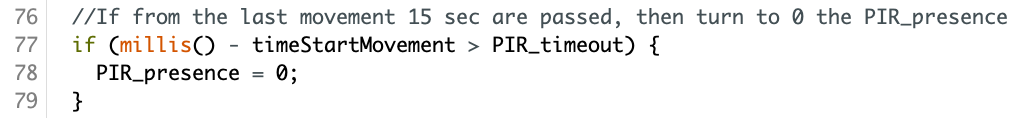 76 //If from the last movement 15 sec are passed, then turn to 0 the PIR_presence
77 if (millis() - timeStartMovement > PIR_timeout) {
78   PIR_presence = 0;
79 }